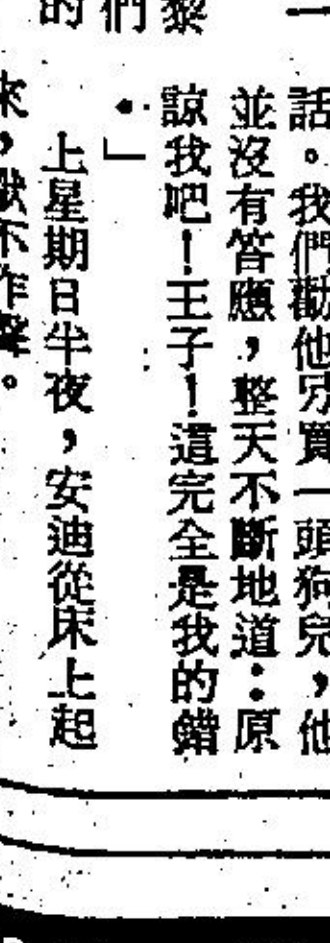 一
話。我們勸他另買一頭狗兒,他
黎
並沒有答應,整天不斷地道:原
諒我吧!王子!這完全是我的錯
們
.」
的
上星期日半夜,安迪從床上起
來,默不作聲。